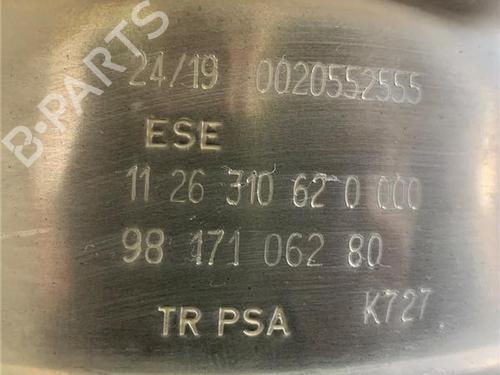 B-PARTS
24/19 0020552555
ESE
11 26 310 62 0 000
98 171 062 80
TR PSA K727